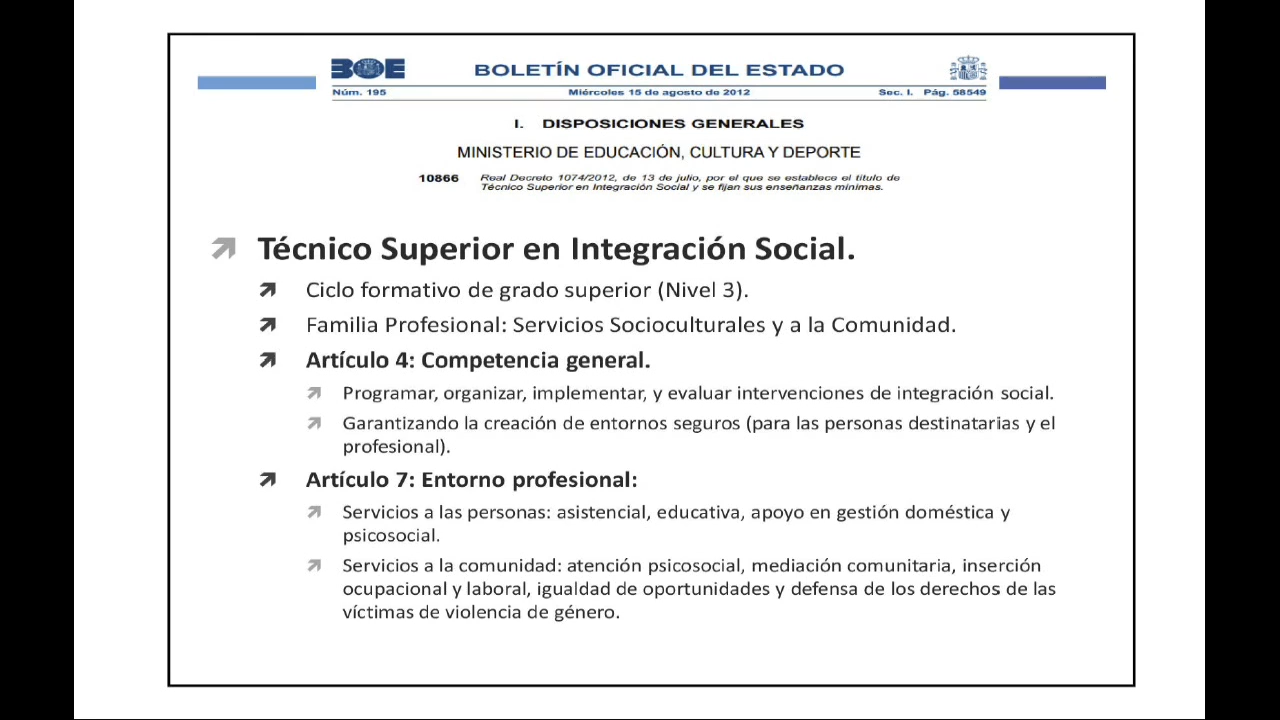 BOE
BOLETÍN OFICIAL DEL ESTADO
Núm. 195 Miércoles 15 de agosto de 2012 Sec. I. Pág. 58549
I. DISPOSICIONES GENERALES
MINISTERIO DE EDUCACIÓN, CULTURA Y DEPORTE
10866 Real Decreto 1074/2012, de 13 de julio, por el que se establece el título de
Técnico Superior en Integración Social y se fijan sus enseñanzas mínimas.
Técnico Superior en Integración Social.
Ciclo formativo de grado superior (Nivel 3).
Familia Profesional: Servicios Socioculturales y a la Comunidad.
Artículo 4: Competencia general.
Programar, organizar, implementar, y evaluar intervenciones de integración social.
Garantizando la creación de entornos seguros (para las personas destinatarias y el
profesional).
Artículo 7: Entorno profesional:
Servicios a las personas: asistencial, educativa, apoyo en gestión doméstica y
psicosocial.
Servicios a la comunidad: atención psicosocial, mediación comunitaria, inserción
ocupacional y laboral, igualdad de oportunidades y defensa de los derechos de las
víctimas de violencia de género.